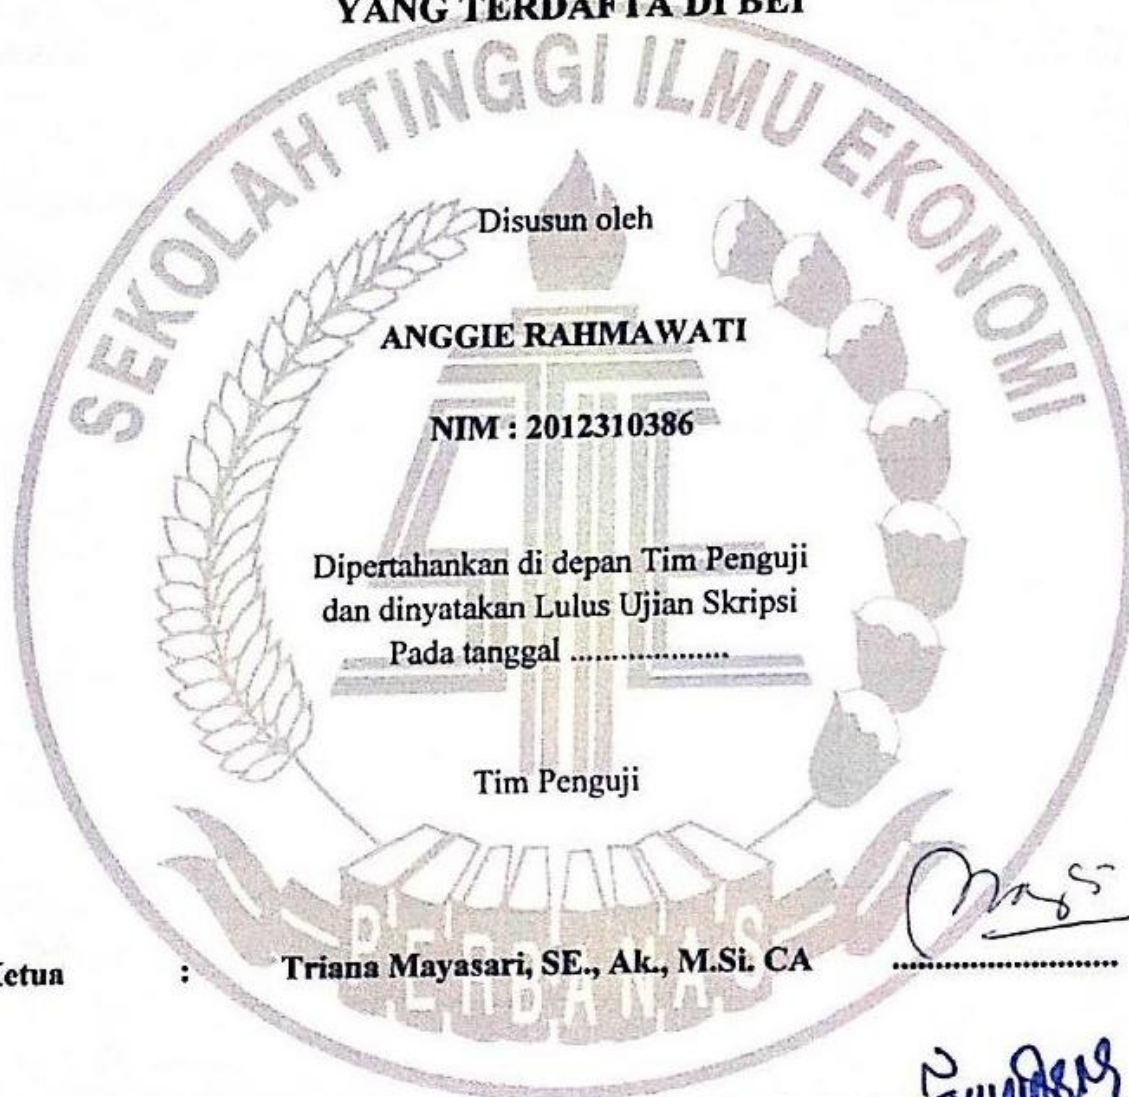 YANG TERDAFTA DI BEI
SEKOLAH TINGGI ILMU EKONOMI
Disusun oleh
ANGGIE RAHMAWATI
NIM : 2012310386
Dipertahankan di depan Tim Penguji
dan dinyatakan Lulus Ujian Skripsi
Pada tanggal ...................
Tim Penguji
etua : Triana Mayasari, SE., Ak., M.Si. CA ..........................
PERBANAS